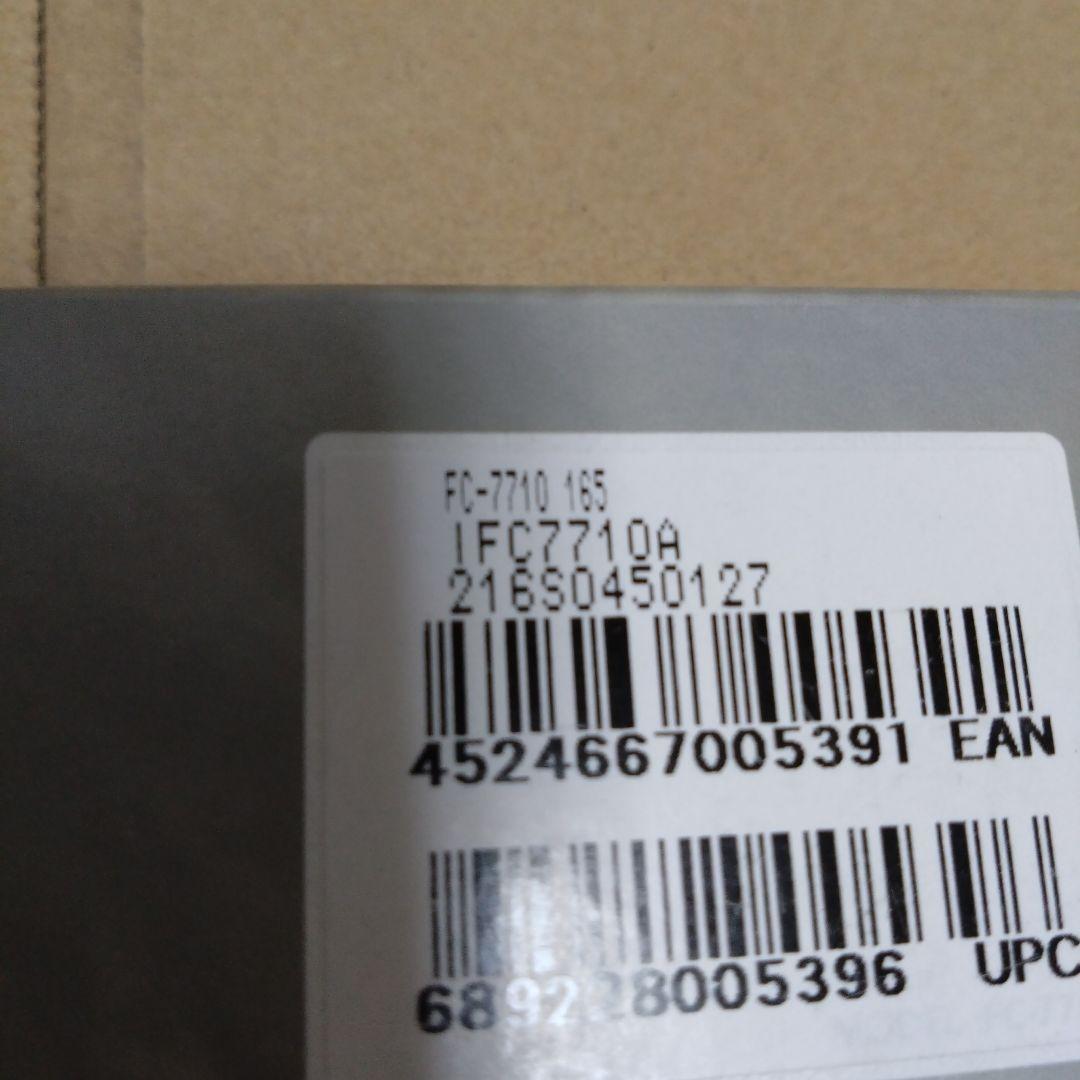 FC-7710 165
IFC7710A
216S0450127
4524667005391 EAN
689228005396 UPC